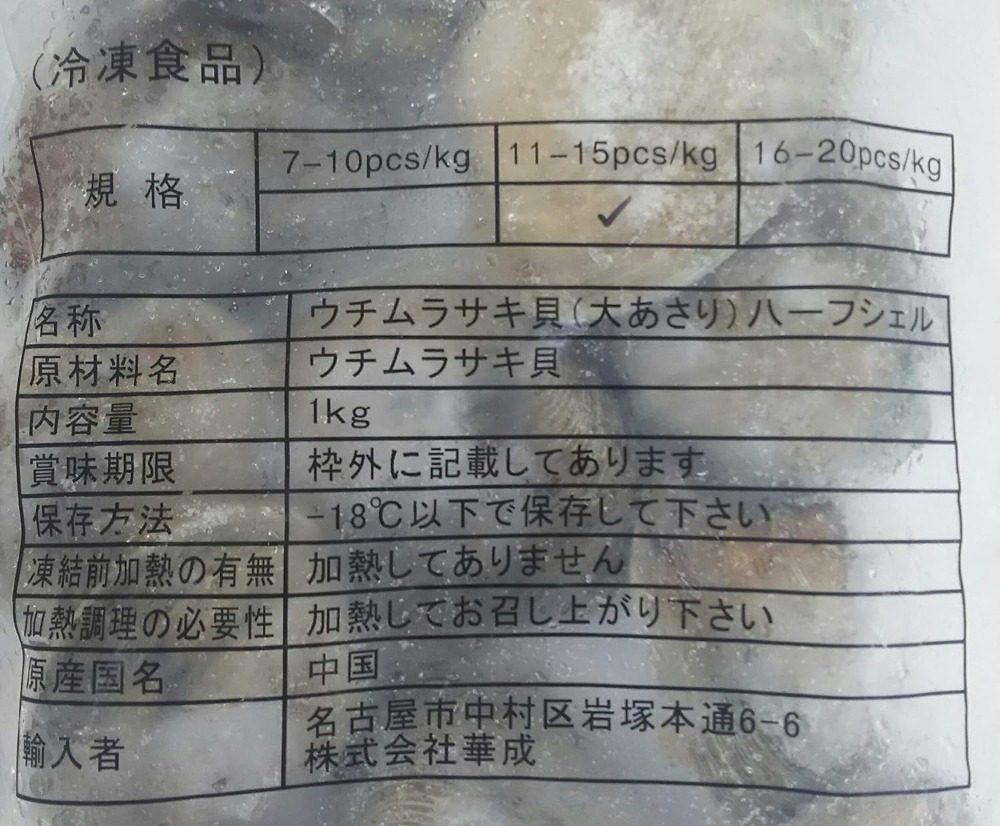 (冷凍食品)
規格 7-10pcs/kg 11-15pcs/kg 16-20pcs/kg
✓
名称 ウチムラサキ貝(大あさり)ハーフシェル
原材料名 ウチムラサキ貝
内容量 1kg
賞味期限 枠外に記載してあります
保存方法 -18℃以下で保存して下さい
凍結前加熱の有無 加熱してありません
加熱調理の必要性 加熱してお召し上がり下さい
原産国名 中国
輸入者 名古屋市中村区岩塚本通6-6
株式会社華成